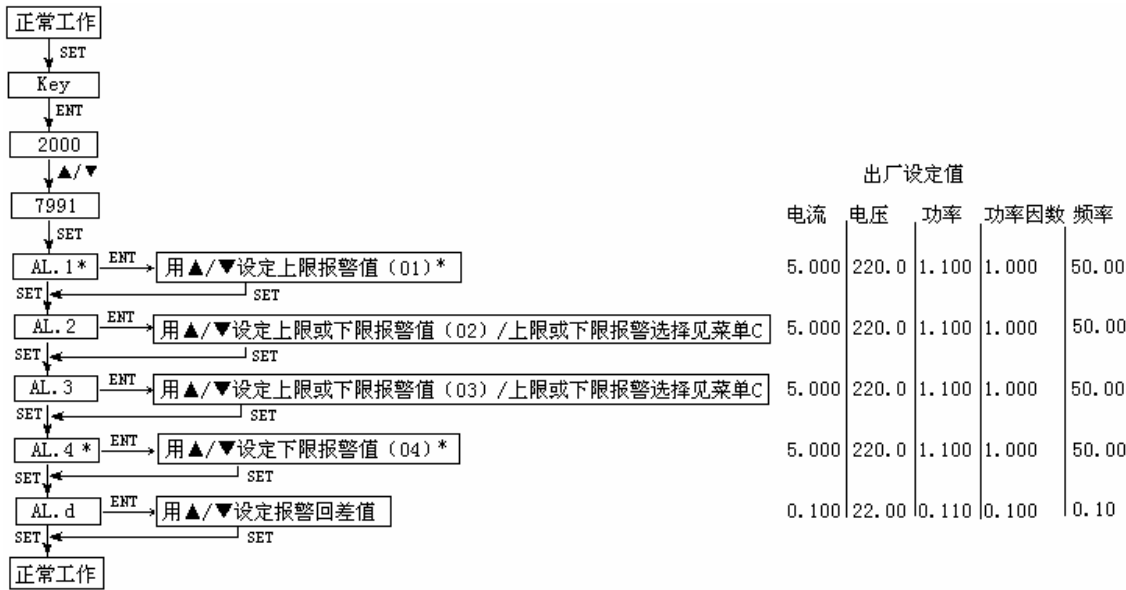 正常工作
SET
Key
ENT
2000
▲/▼
出厂设定值
7991
电流 电压 功率 功率因数 频率
SET
AL.1* ENT 用▲/▼设定上限报警值（01）* 5.000 220.0 1.100 1.000 50.00
SET SET
AL.2 ENT 用▲/▼设定上限或下限报警值（02）/上限或下限报警选择见菜单C 5.000 220.0 1.100 1.000 50.00
SET SET
AL.3 ENT 用▲/▼设定上限或下限报警值（03）/上限或下限报警选择见菜单C 5.000 220.0 1.100 1.000 50.00
SET SET
AL.4 * ENT 用▲/▼设定下限报警值（04）* 5.000 220.0 1.100 1.000 50.00
SET SET
AL.d ENT 用▲/▼设定报警回差值 0.100 22.00 0.110 0.100 0.10
SET SET
正常工作